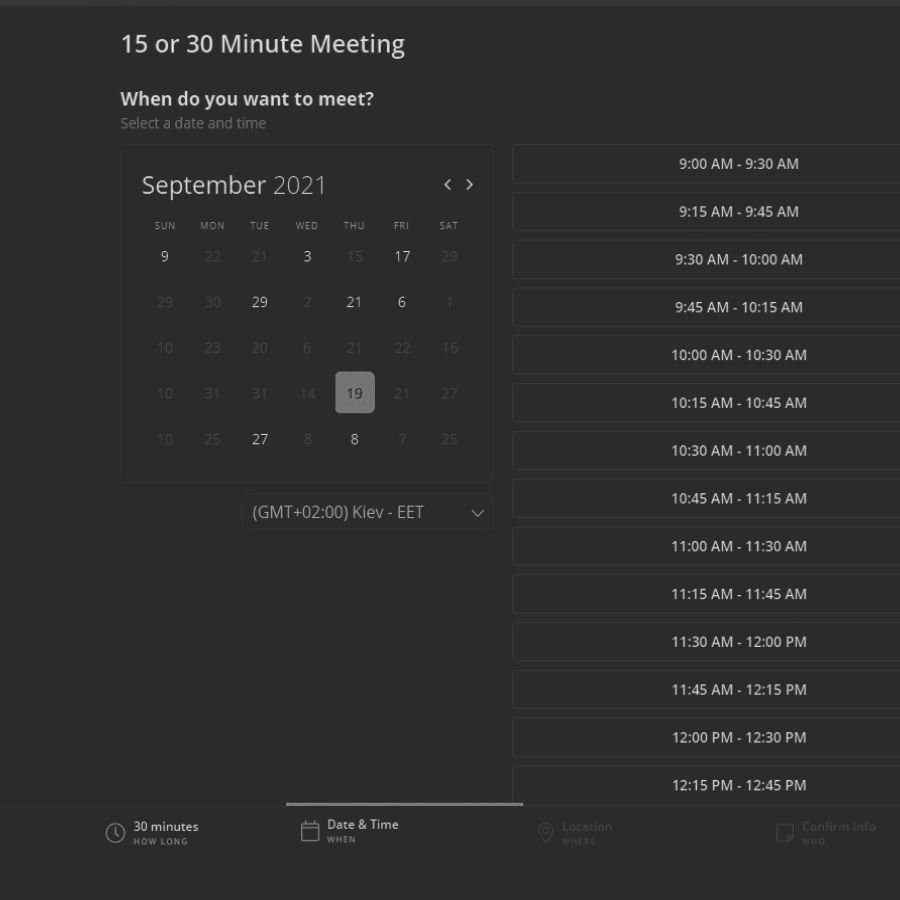 15 or 30 Minute Meeting
When do you want to meet?
Select a date and time
September 2021
SUN MON TUE WED THU FRI SAT
9 22 21 3 15 17 29
29 30 29 2 21 6 1
10 23 20 6 21 22 16
10 31 31 14 19 21 27
10 25 27 8 8 7 25
(GMT+02:00) Kiev - EET
9:00 AM - 9:30 AM
9:15 AM - 9:45 AM
9:30 AM - 10:00 AM
9:45 AM - 10:15 AM
10:00 AM - 10:30 AM
10:15 AM - 10:45 AM
10:30 AM - 11:00 AM
10:45 AM - 11:15 AM
11:00 AM - 11:30 AM
11:15 AM - 11:45 AM
11:30 AM - 12:00 PM
11:45 AM - 12:15 PM
12:00 PM - 12:30 PM
12:15 PM - 12:45 PM
30 minutes
HOW LONG
Date & Time
WHEN
Location
WHERE
Confirm Info
WHO